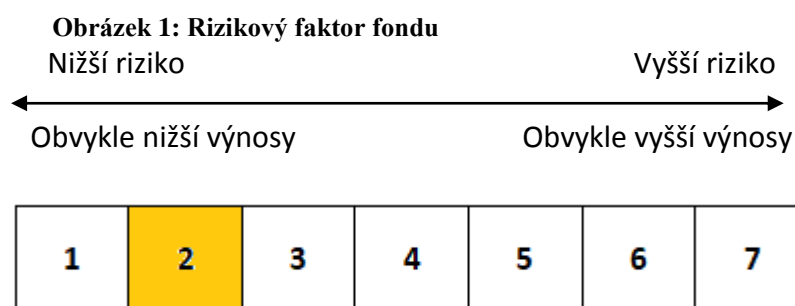 Obrázek 1: Rizikový faktor fondu
Nižší riziko Vyšší riziko
Obvykle nižší výnosy Obvykle vyšší výnosy
1 2 3 4 5 6 7